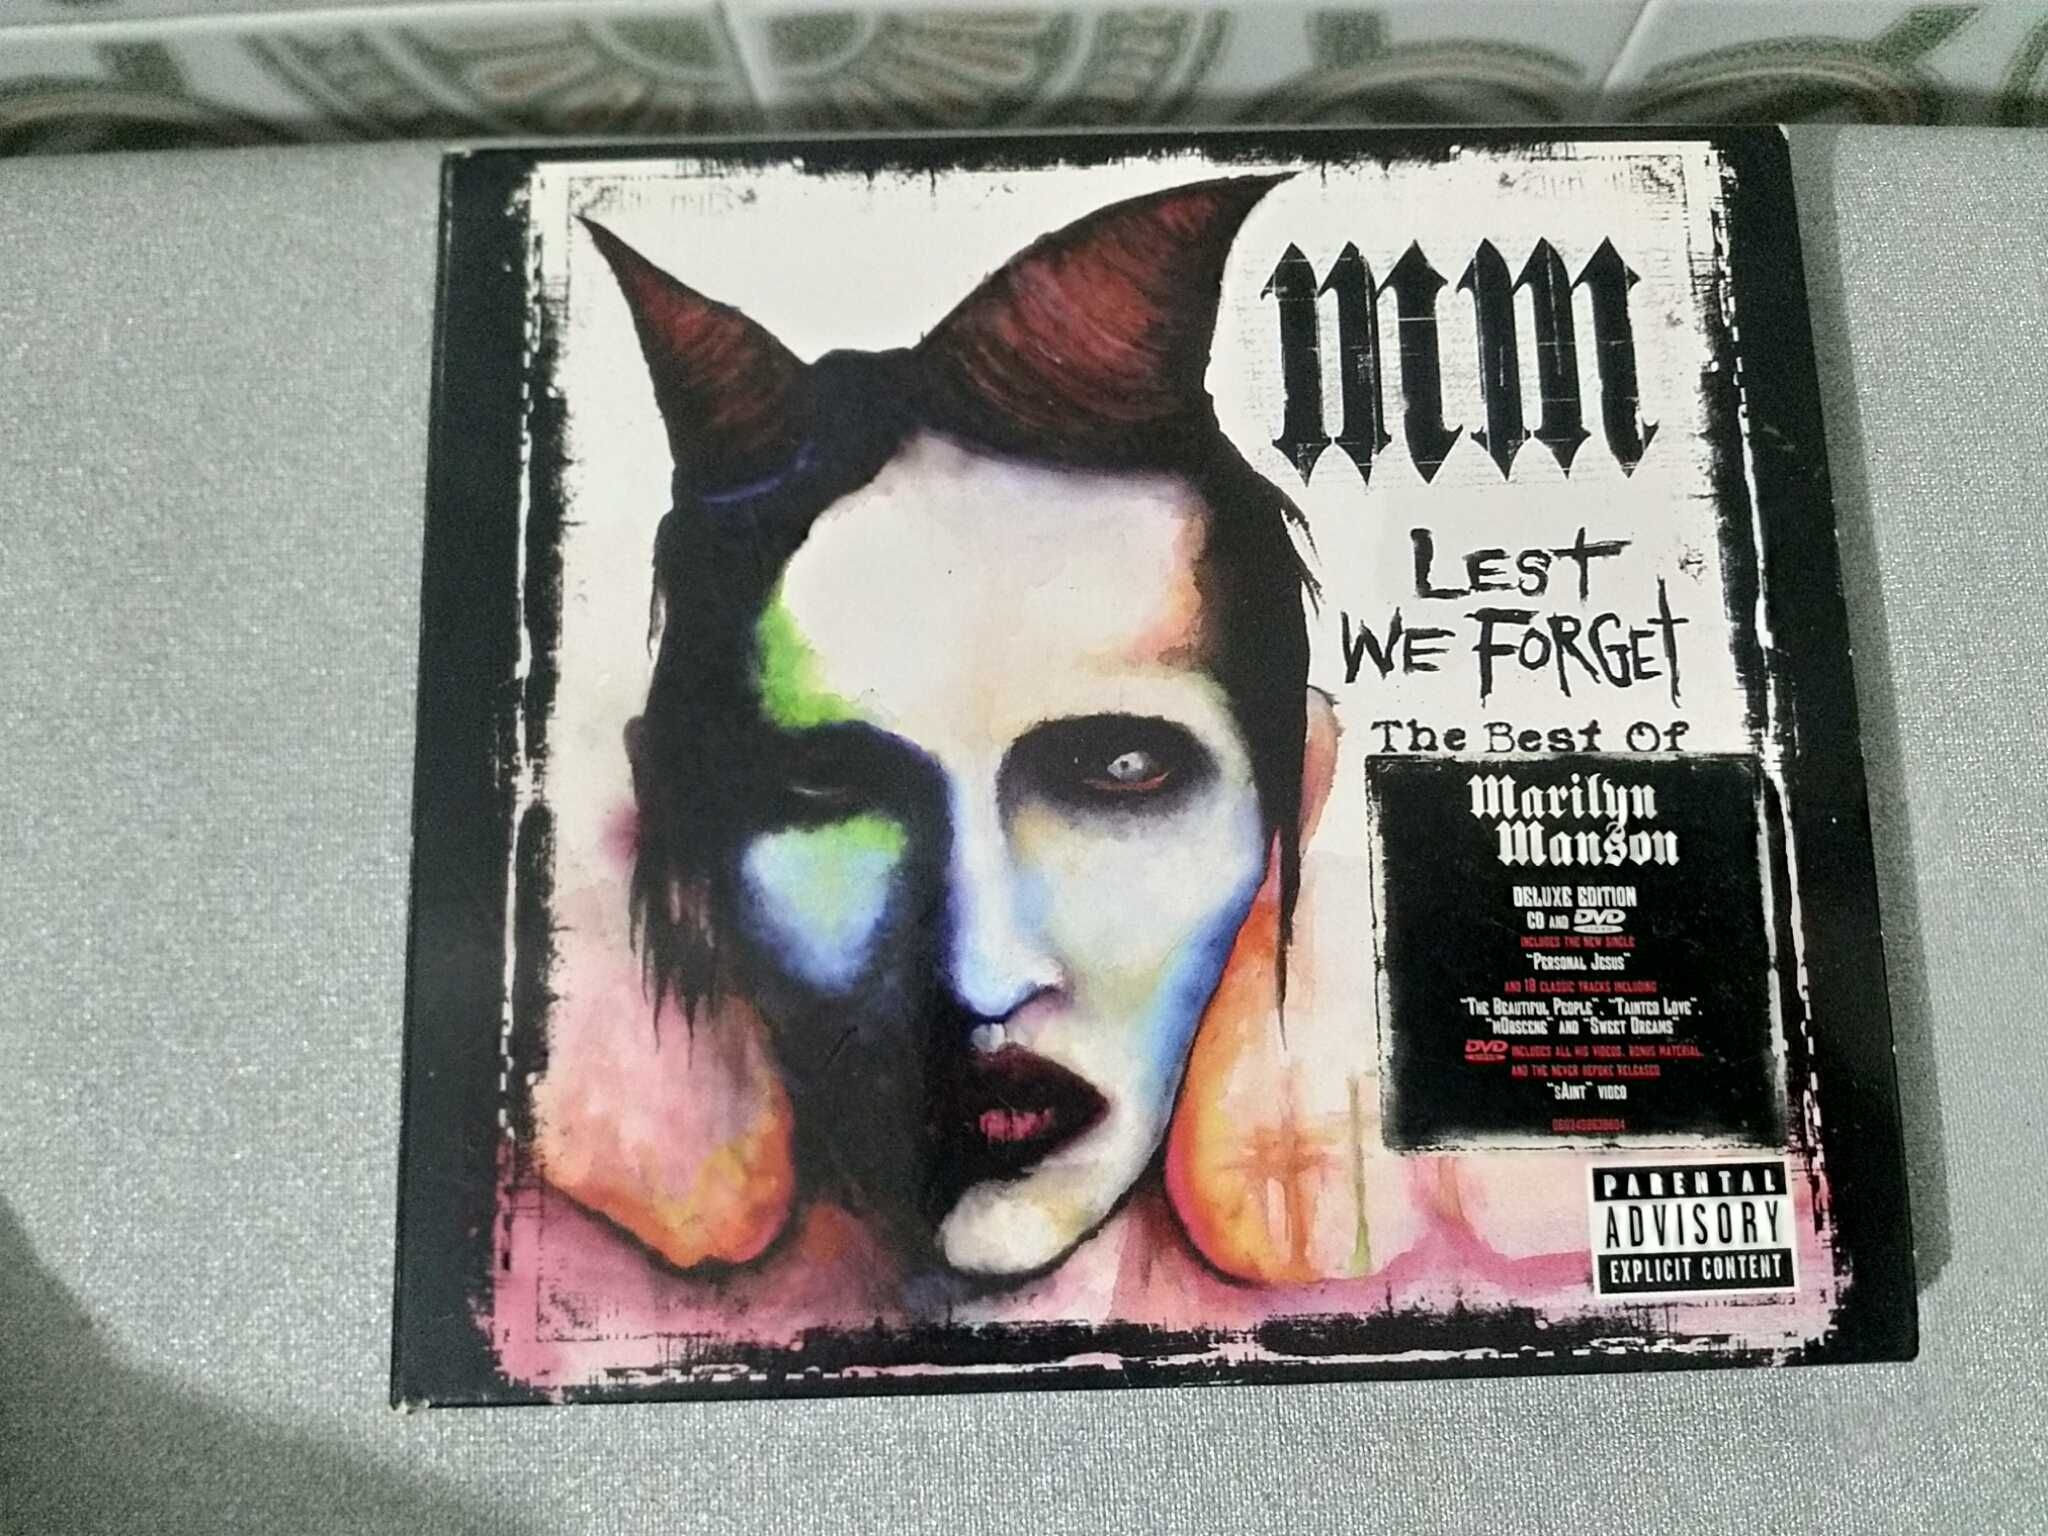 MM
LEST
WE FORGET
The Best Of
Marilyn
Manson
DELUXE EDITION
CD AND DVD
INCLUDES THE NEW SINGLE
"PERSONAL JESUS"
AND 18 CLASSIC TRACKS INCLUDING
"THE BEAUTIFUL PEOPLE", "TAINTED LOVE",
"mOBSCENE" AND "SWEET DREAMS"
DVD INCLUDES ALL HIS VIDEOS, BONUS MATERIAL,
AND THE NEVER BEFORE RELEASED
"sAINT" VIDEO
PARENTAL
ADVISORY
EXPLICIT CONTENT